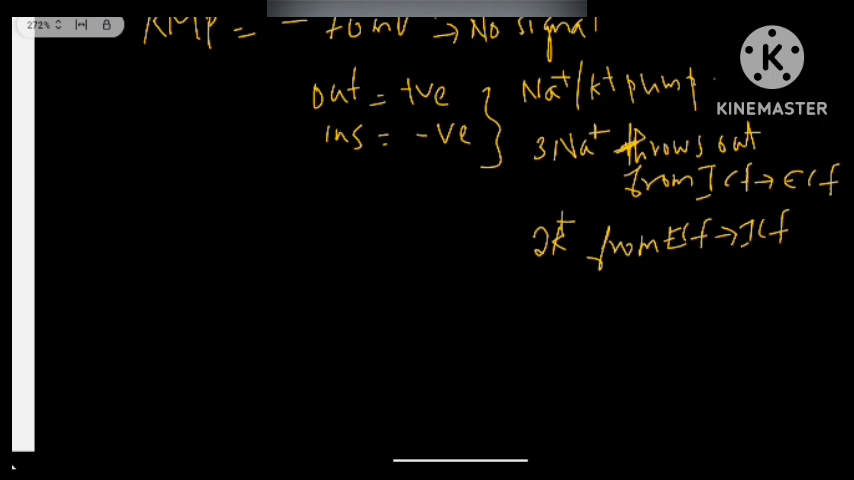 272%
RMP = - 70mV → No signal
out = +ve
ins = -ve
Na+/K+ pump
3Na+ throws out
from ICf → ECf
2K+ from ECf → ICf
KINEMASTER